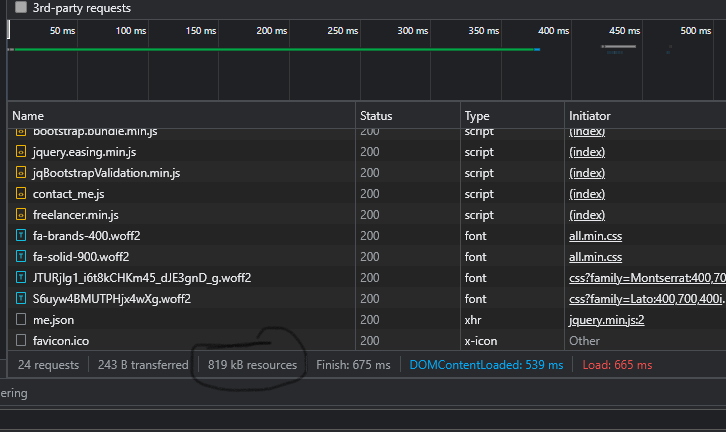 3rd-party requests
50 ms 100 ms 150 ms 200 ms 250 ms 300 ms 350 ms 400 ms 450 ms 500 ms
Name Status Type Initiator
bootstrap.bundle.min.js 200 script (index)
jquery.easing.min.js 200 script (index)
jqBootstrapValidation.min.js 200 script (index)
contact_me.js 200 script (index)
freelancer.min.js 200 script (index)
fa-brands-400.woff2 200 font all.min.css
fa-solid-900.woff2 200 font all.min.css
JTURjIg1_i6t8kCHKm45_dJE3gnD_g.woff2 200 font css?family=Montserrat:400,70
S6uyw4BMUTPHjx4wXg.woff2 200 font css?family=Lato:400,700,400i,
me.json 200 xhr jquery.min.js:2
favicon.ico 200 x-icon Other
24 requests 243 B transferred 819 kB resources Finish: 675 ms DOMContentLoaded: 539 ms Load: 665 ms
ering